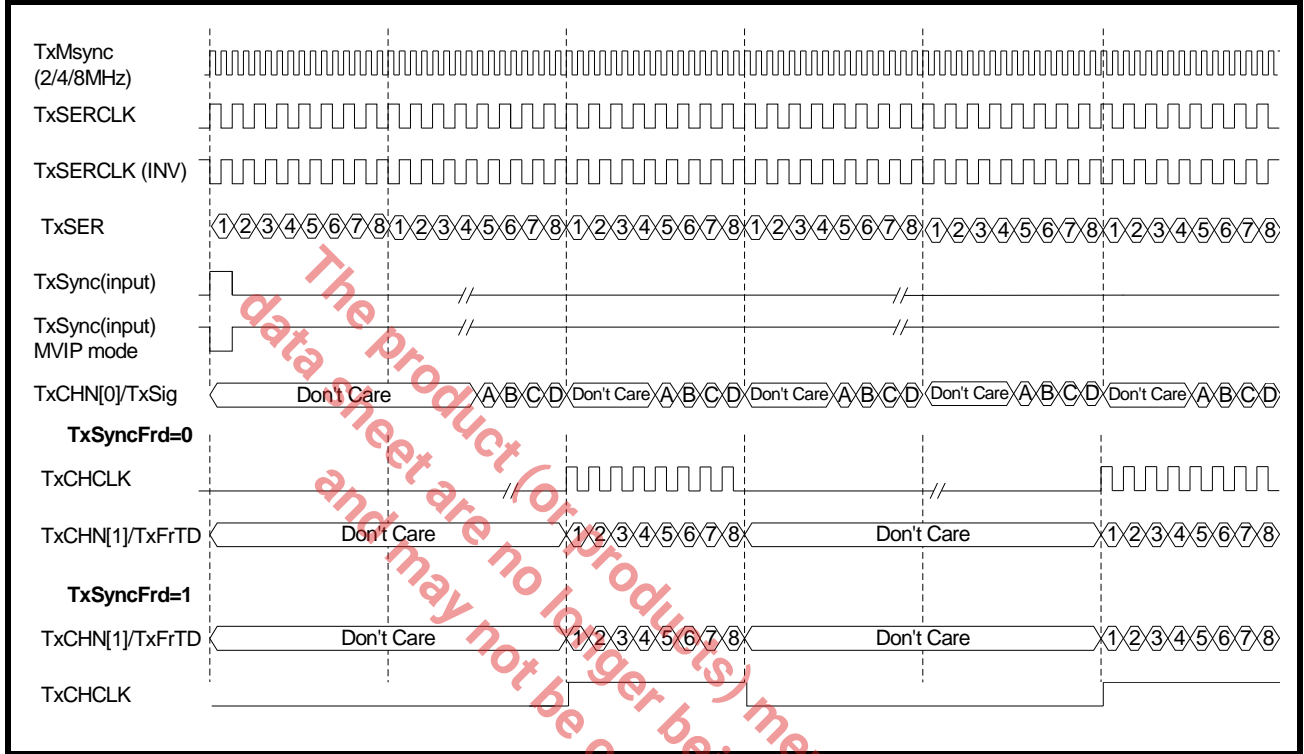 TxMsync
(2/4/8MHz)
TxSERCLK
TxSERCLK (INV)
TxSER
1 2 3 4 5 6 7 8 1 2 3 4 5 6 7 8 1 2 3 4 5 6 7 8 1 2 3 4 5 6 7 8 1 2 3 4 5 6 7 8 1 2 3 4 5 6 7 8
TxSync(input)
TxSync(input)
MVIP mode
TxCHN[0]/TxSig
Don't Care A B C D Don't Care A B C D Don't Care A B C D Don't Care A B C D Don't Care A B C D
TxSyncFrd=0
TxCHCLK
TxCHN[1]/TxFrTD
Don't Care 1 2 3 4 5 6 7 8 Don't Care 1 2 3 4 5 6 7 8
TxSyncFrd=1
TxCHN[1]/TxFrTD
Don't Care 1 2 3 4 5 6 7 8 Don't Care 1 2 3 4 5 6 7 8
TxCHCLK
The product (or products)
data sheet are no longer
and may not be